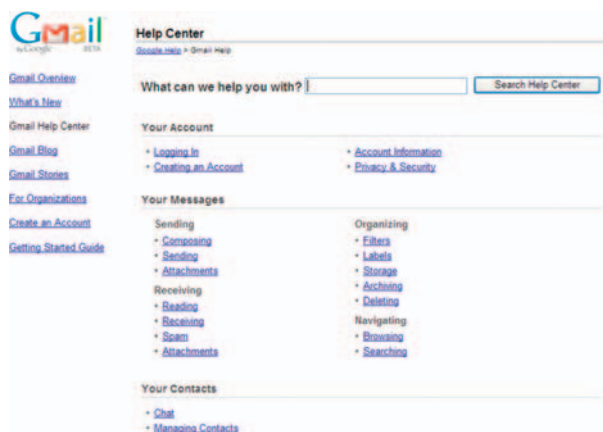 Gmail
by Google BETA
Gmail Overview
What's New
Gmail Help Center
Gmail Blog
Gmail Stories
For Organizations
Create an Account
Getting Started Guide
Help Center
Google Help > Gmail Help
What can we help you with? Search Help Center
Your Account
Logging In
Creating an Account
Account Information
Privacy & Security
Your Messages
Sending
Composing
Sending
Attachments
Receiving
Reading
Receiving
Spam
Attachments
Organizing
Filters
Labels
Storage
Archiving
Deleting
Navigating
Browsing
Searching
Your Contacts
Chat
Managing Contacts